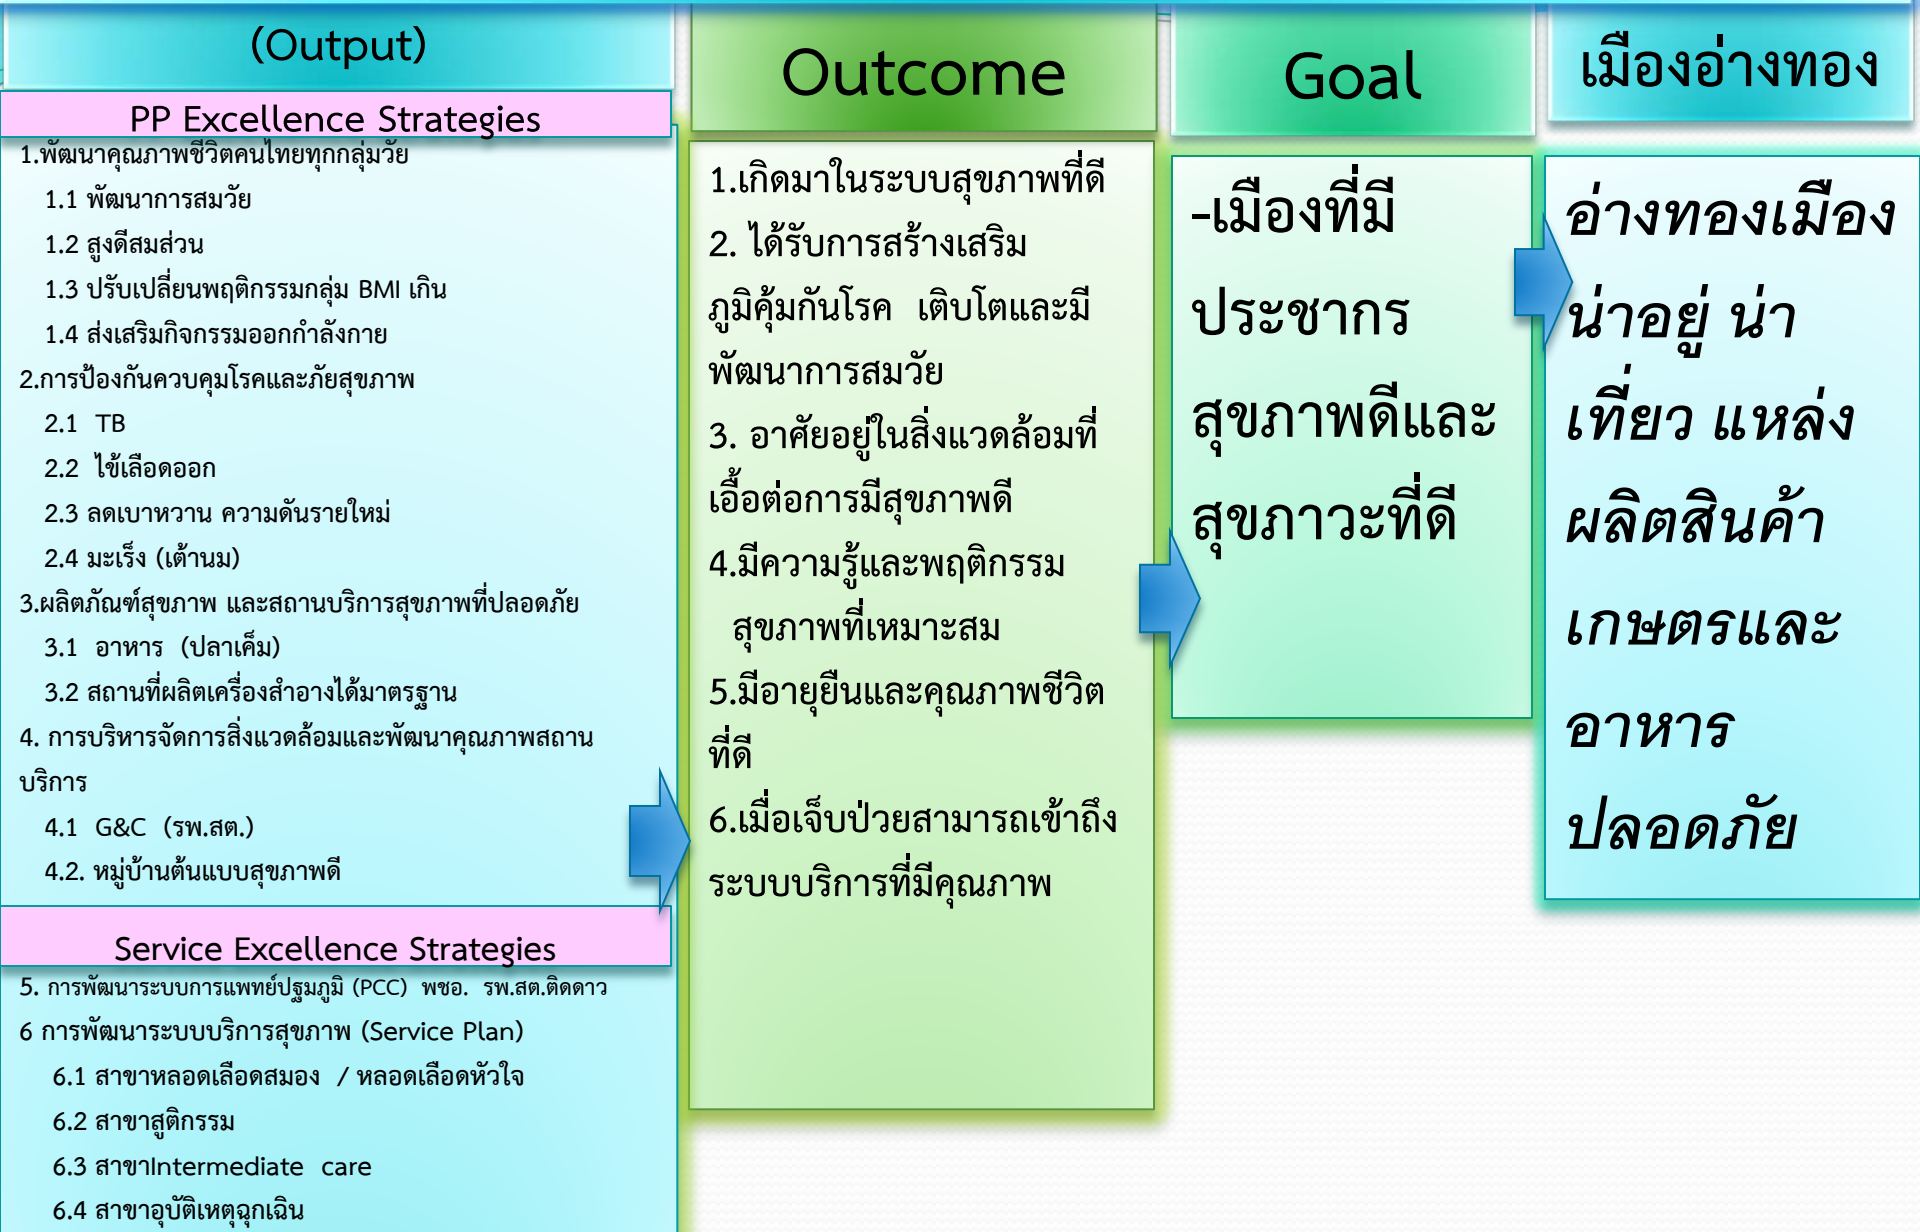 (Output)
PP Excellence Strategies
1.พัฒนาคุณภาพชีวิตคนไทยทุกกลุ่มวัย
1.1 พัฒนาการสมวัย
1.2 สูงดีสมส่วน
1.3 ปรับเปลี่ยนพฤติกรรมกลุ่ม BMI เกิน
1.4 ส่งเสริมกิจกรรมออกกำลังกาย
2.การป้องกันควบคุมโรคและภัยสุขภาพ
2.1 TB
2.2 ไข้เลือดออก
2.3 ลดเบาหวาน ความดันรายใหม่
2.4 มะเร็ง (เต้านม)
3.ผลิตภัณฑ์สุขภาพ และสถานบริการสุขภาพที่ปลอดภัย
3.1 อาหาร (ปลาเค็ม)
3.2 สถานที่ผลิตเครื่องสำอางได้มาตรฐาน
4. การบริหารจัดการสิ่งแวดล้อมและพัฒนาคุณภาพสถาน
บริการ
4.1 G&C (รพ.สต.)
4.2. หมู่บ้านต้นแบบสุขภาพดี
Service Excellence Strategies
5. การพัฒนาระบบการแพทย์ปฐมภูมิ (PCC) พชอ. รพ.สต.ติดดาว
6 การพัฒนาระบบบริการสุขภาพ (Service Plan)
6.1 สาขาหลอดเลือดสมอง / หลอดเลือดหัวใจ
6.2 สาขาสูติกรรม
6.3 สาขาIntermediate care
6.4 สาขาอุบัติเหตุฉุกเฉิน
Outcome
1.เกิดมาในระบบสุขภาพที่ดี
2. ได้รับการสร้างเสริม
ภูมิคุ้มกันโรค เติบโตและมี
พัฒนาการสมวัย
3. อาศัยอยู่ในสิ่งแวดล้อมที่
เอื้อต่อการมีสุขภาพดี
4.มีความรู้และพฤติกรรม
สุขภาพที่เหมาะสม
5.มีอายุยืนและคุณภาพชีวิต
ที่ดี
6.เมื่อเจ็บป่วยสามารถเข้าถึง
ระบบบริการที่มีคุณภาพ
Goal
-เมืองที่มี
ประชากร
สุขภาพดีและ
สุขภาวะที่ดี
เมืองอ่างทอง
อ่างทองเมือง
น่าอยู่ น่า
เที่ยว แหล่ง
ผลิตสินค้า
เกษตรและ
อาหาร
ปลอดภัย